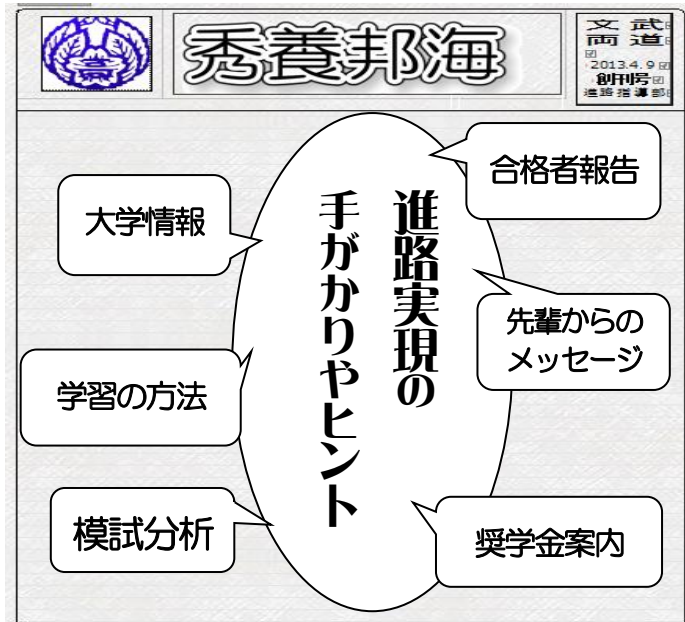 秀養邦海
文武
両道
2013.4.9
創刊号
進路指導部
合格者報告
大学情報
進路実現の
手がかりやヒント
先輩からの
メッセージ
学習の方法
模試分析
奨学金案内